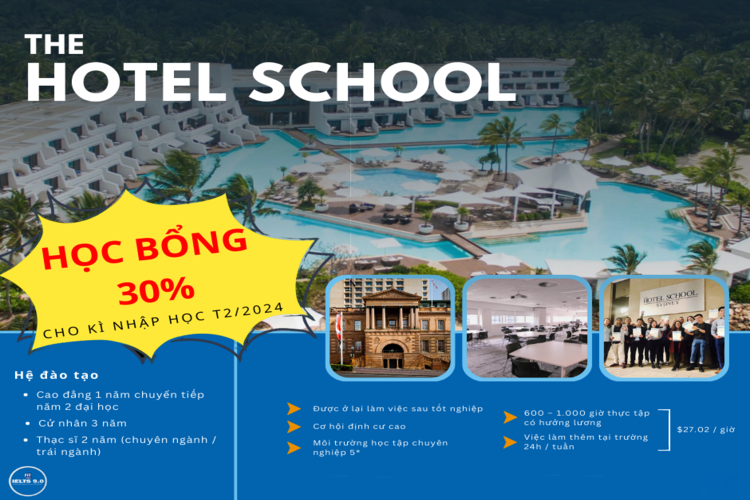 THE
HOTEL SCHOOL
HỌC BỔNG
30%
CHO KÌ NHẬP HỌC T2/2024
HOTEL SCHOOL
SYDNEY
Hệ đào tạo
Cao đẳng 1 năm chuyển tiếp
năm 2 đại học
Cử nhân 3 năm
Thạc sĩ 2 năm (chuyên ngành /
trái ngành)
Được ở lại làm việc sau tốt nghiệp
Cơ hội định cư cao
Môi trường học tập chuyên
nghiệp 5*
600 – 1.000 giờ thực tập
có hưởng lương
Việc làm thêm tại trường
24h / tuần
$27.02 / giờ
IELTS 9.0